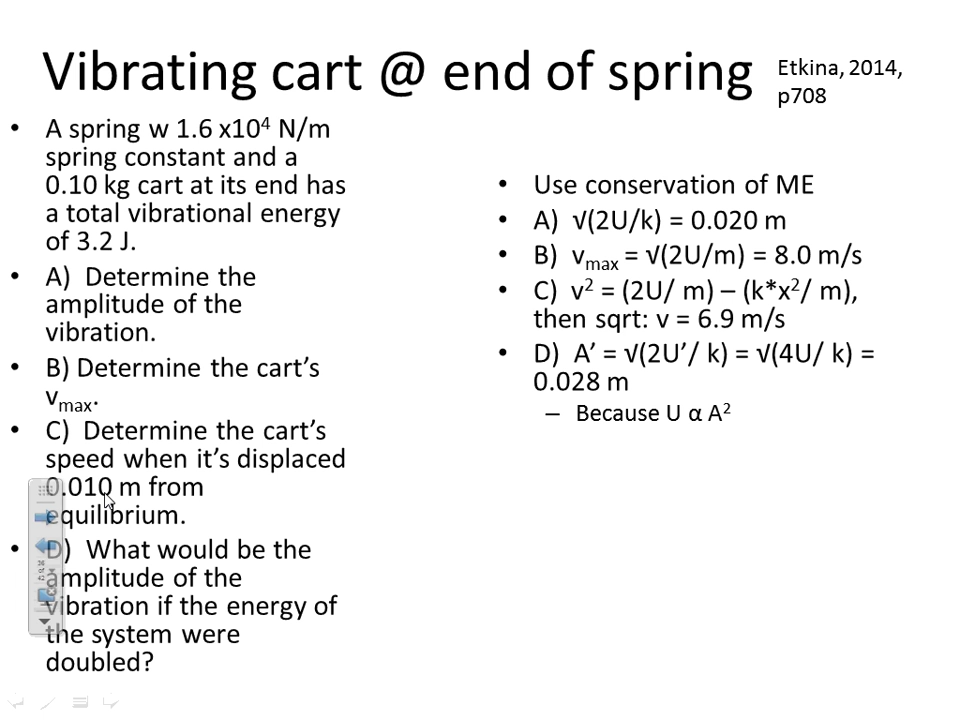 Vibrating cart @ end of spring
Etkina, 2014,
p708
• A spring w 1.6 x10⁴ N/m
spring constant and a
0.10 kg cart at its end has
a total vibrational energy
of 3.2 J.
• A) Determine the
amplitude of the
vibration.
• B) Determine the cart’s
vmax.
• C) Determine the cart’s
speed when it’s displaced
0.010 m from
equilibrium.
• D) What would be the
amplitude of the
vibration if the energy of
the system were
doubled?
• Use conservation of ME
• A) √(2U/k) = 0.020 m
• B) vmax = √(2U/m) = 8.0 m/s
• C) v² = (2U/ m) – (k*x²/ m),
then sqrt: v = 6.9 m/s
• D) A’ = √(2U’/ k) = √(4U/ k) =
0.028 m
– Because U α A²